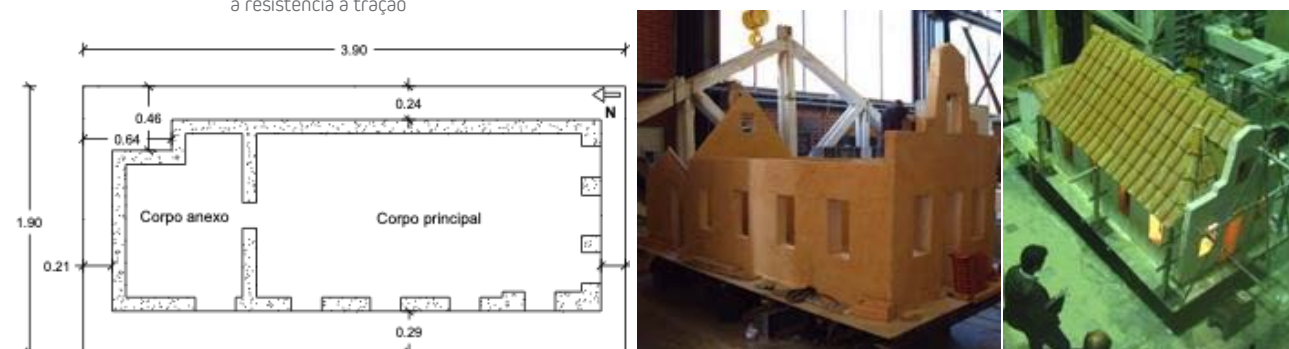 a resistência à tração
3.90
0.24
N
0.46
0.64
Corpo anexo
Corpo principal
1.90
0.21
0.29